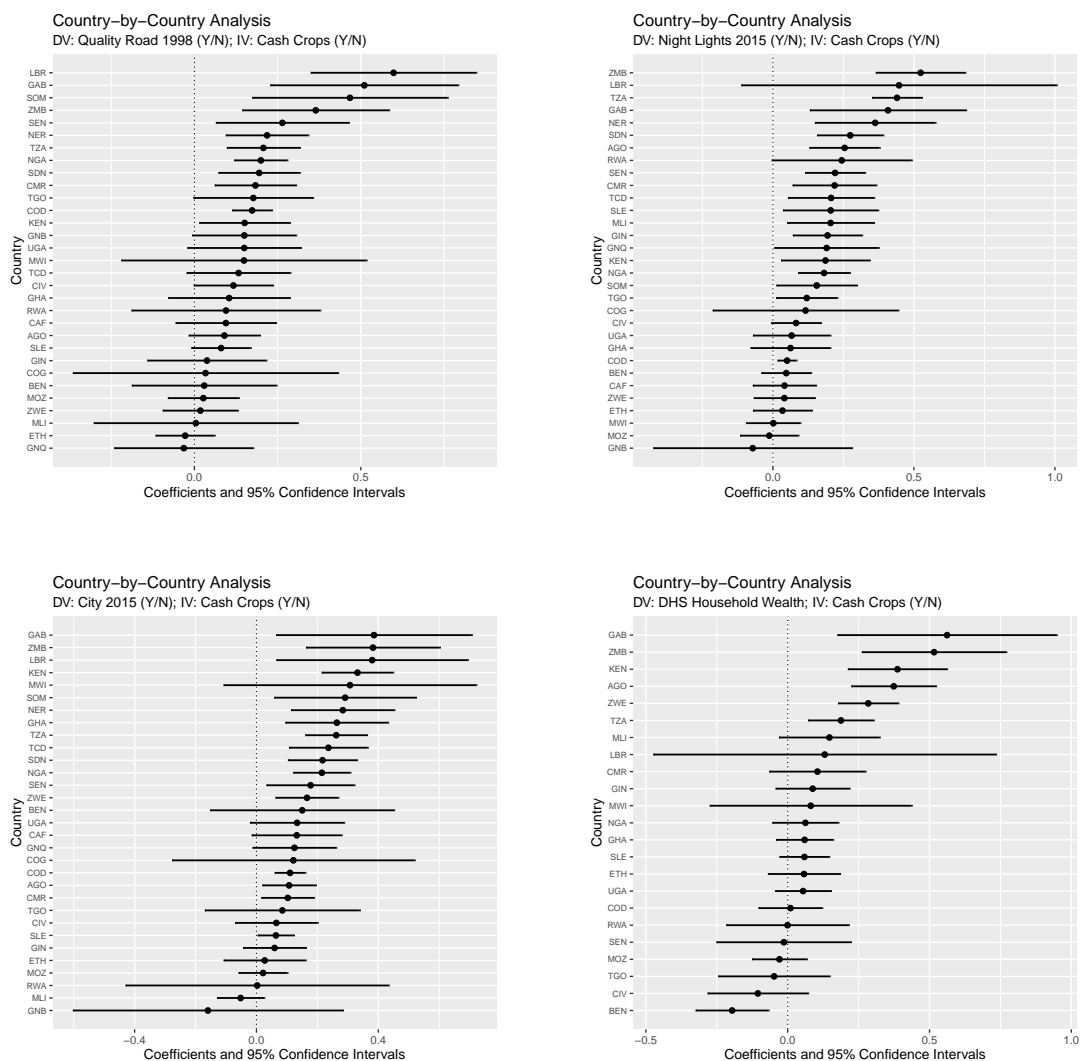 Country−by−Country Analysis
DV: Quality Road 1998 (Y/N); IV: Cash Crops (Y/N)
LBR
GAB
SOM
ZMB
SEN
NER
TZA
NGA
SDN
CMR
TGO
COD
KEN
GNB
UGA
MWI
TCD
CIV
GHA
RWA
CAF
AGO
SLE
GIN
COG
BEN
MOZ
ZWE
MLI
ETH
GNQ
Country
0.0 0.5
Coefficients and 95% Confidence Intervals
Country−by−Country Analysis
DV: Night Lights 2015 (Y/N); IV: Cash Crops (Y/N)
ZMB
LBR
TZA
GAB
NER
SDN
AGO
RWA
SEN
CMR
TCD
SLE
MLI
GIN
GNQ
KEN
NGA
SOM
TGO
COG
CIV
UGA
GHA
COD
BEN
CAF
ZWE
ETH
MWI
MOZ
GNB
Country
0.0 0.5 1.0
Coefficients and 95% Confidence Intervals
Country−by−Country Analysis
DV: City 2015 (Y/N); IV: Cash Crops (Y/N)
GAB
ZMB
LBR
KEN
MWI
SOM
NER
GHA
TZA
TCD
SDN
NGA
SEN
ZWE
BEN
UGA
CAF
GNQ
COG
COD
AGO
CMR
TGO
CIV
SLE
GIN
ETH
MOZ
RWA
MLI
GNB
Country
−0.4 0.0 0.4
Coefficients and 95% Confidence Intervals
Country−by−Country Analysis
DV: DHS Household Wealth; IV: Cash Crops (Y/N)
GAB
ZMB
KEN
AGO
ZWE
TZA
MLI
LBR
CMR
GIN
MWI
NGA
GHA
SLE
ETH
UGA
COD
RWA
SEN
MOZ
TGO
CIV
BEN
Country
−0.5 0.0 0.5 1.0
Coefficients and 95% Confidence Intervals